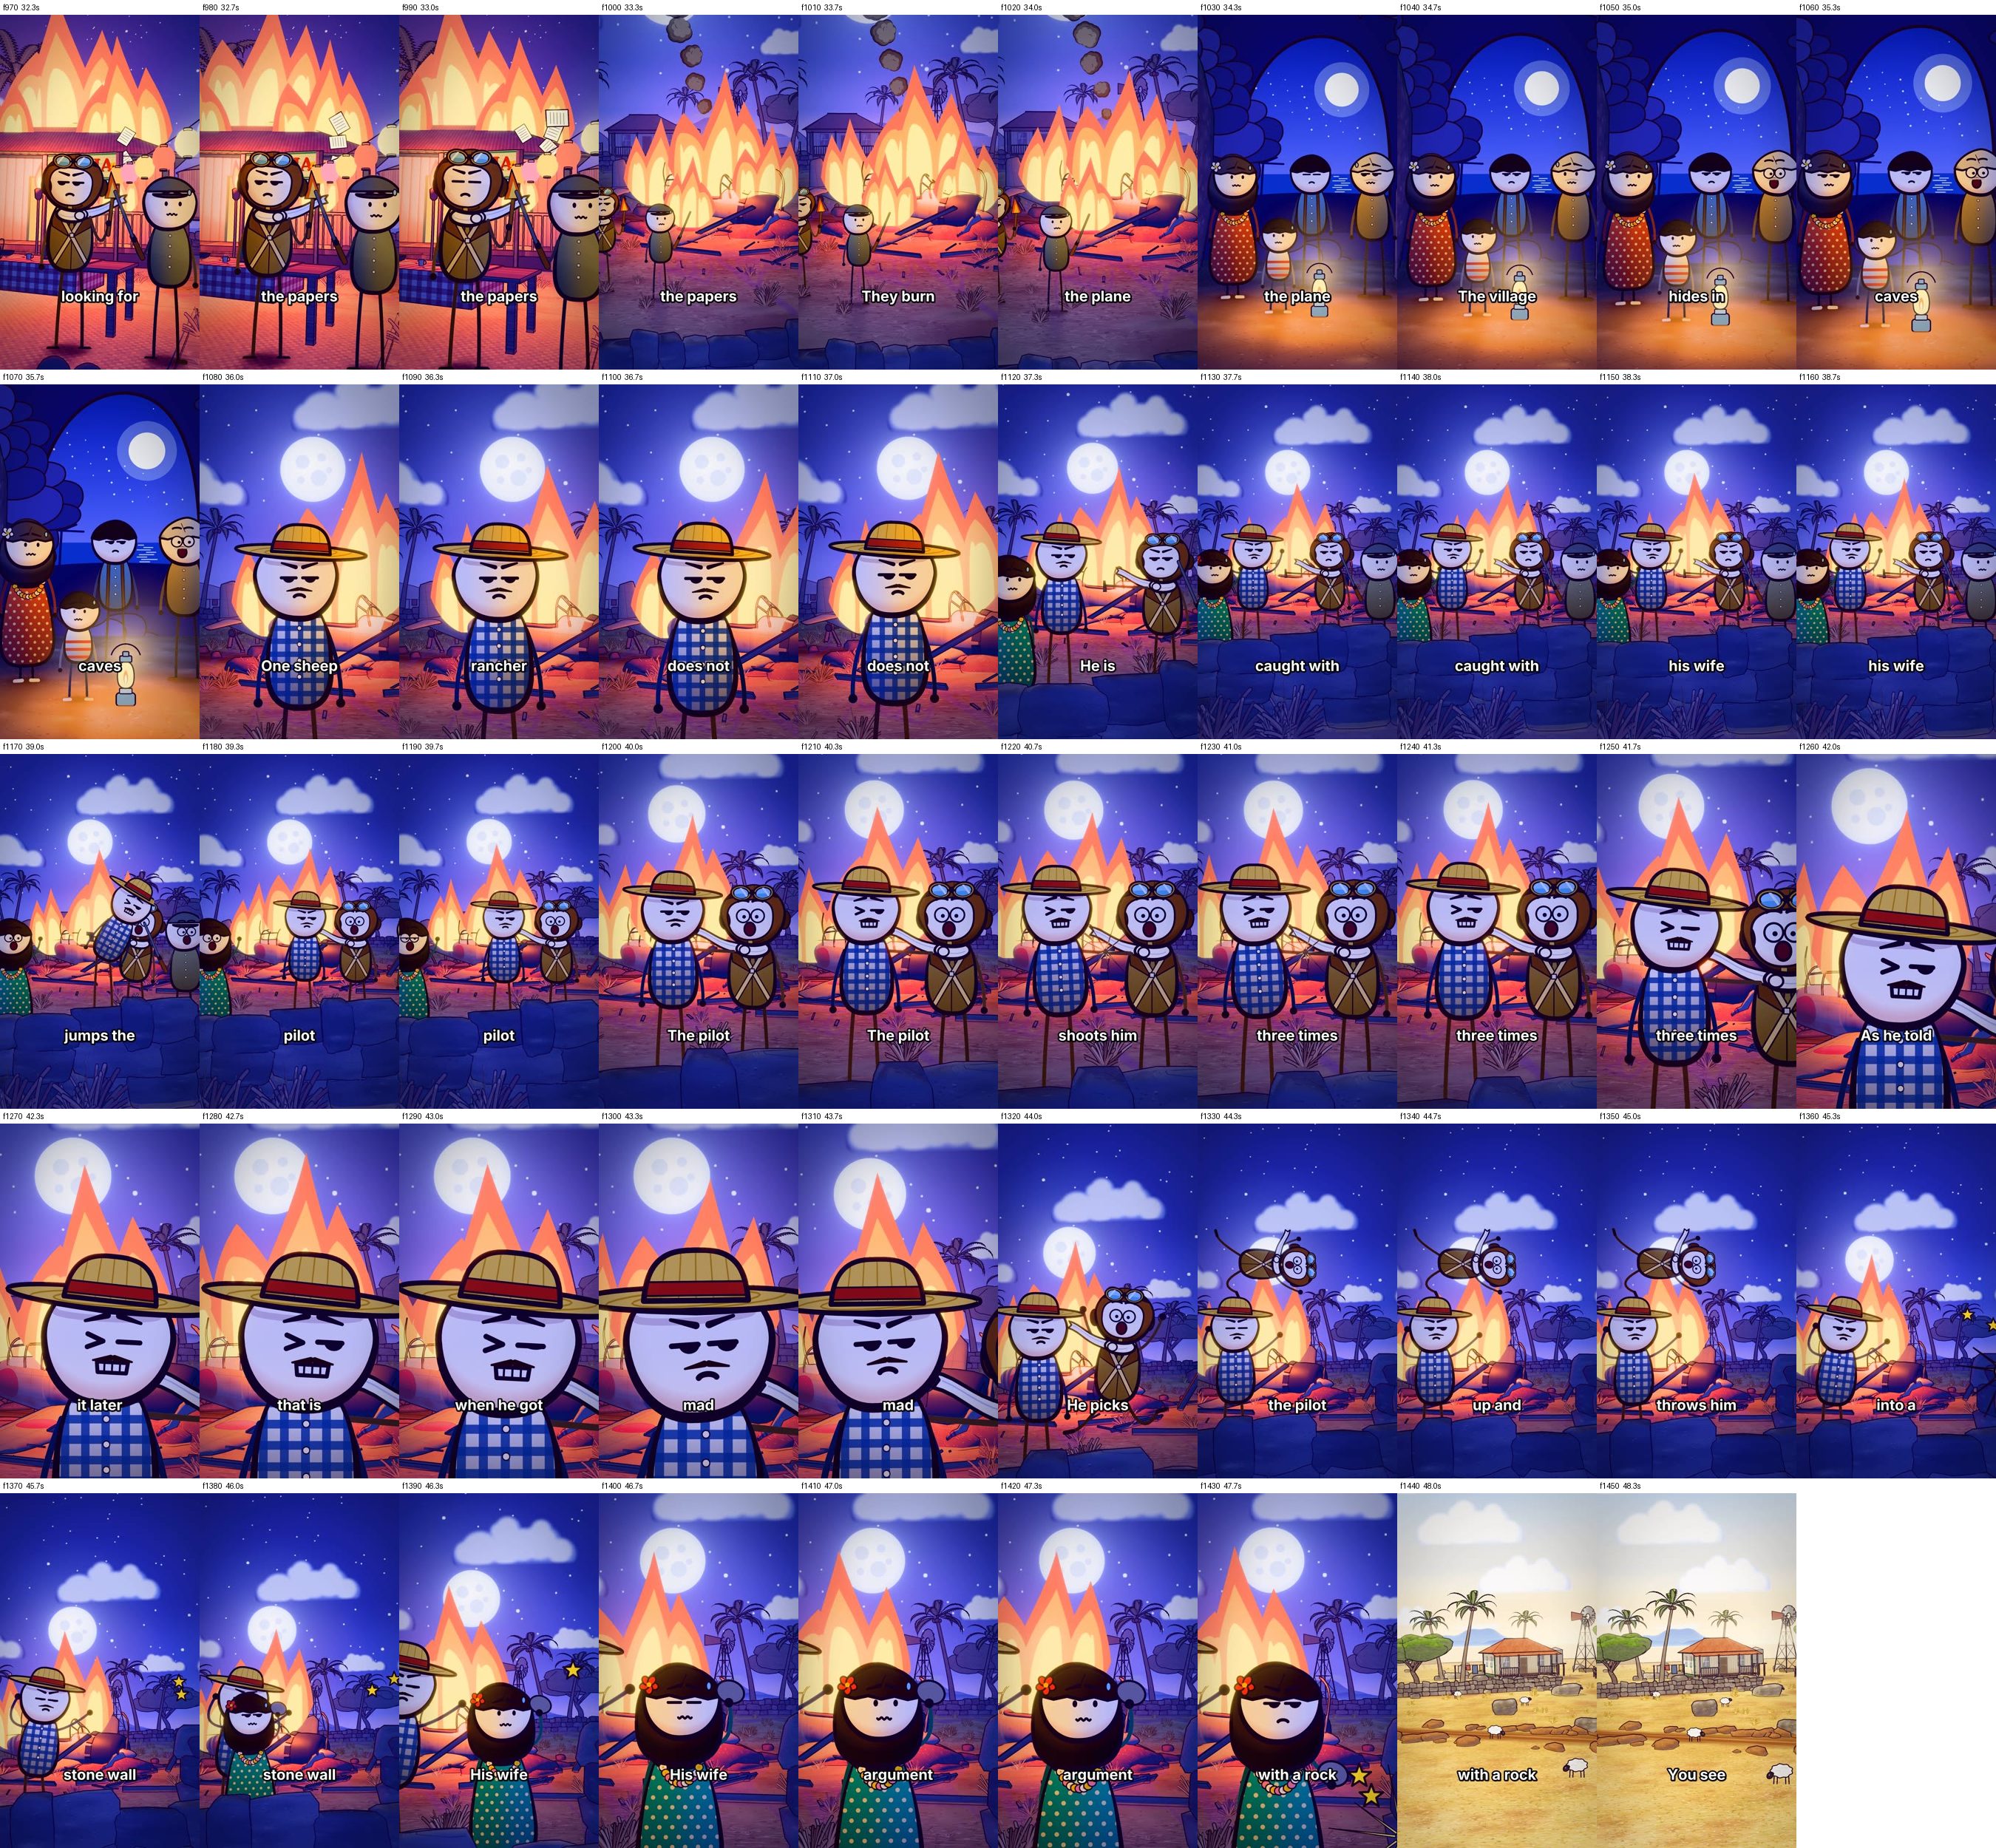 f970 32.3s
f980 32.7s
f990 33.0s
f1000 33.3s
f1010 33.7s
f1020 34.0s
f1030 34.3s
f1040 34.7s
f1050 35.0s
f1060 35.3s
looking for
the papers
the papers
the papers
They burn
the plane
the plane
The village
hides in
caves
f1070 35.7s
f1080 36.0s
f1090 36.3s
f1100 36.7s
f1110 37.0s
f1120 37.3s
f1130 37.7s
f1140 38.0s
f1150 38.3s
f1160 38.7s
caves
One sheep
rancher
does not
does not
He is
caught with
caught with
his wife
his wife
f1170 39.0s
f1180 39.3s
f1190 39.7s
f1200 40.0s
f1210 40.3s
f1220 40.7s
f1230 41.0s
f1240 41.3s
f1250 41.7s
f1260 42.0s
jumps the
pilot
pilot
The pilot
The pilot
shoots him
three times
three times
three times
As he told
f1270 42.3s
f1280 42.7s
f1290 43.0s
f1300 43.3s
f1310 43.7s
f1320 44.0s
f1330 44.3s
f1340 44.7s
f1350 45.0s
f1360 45.3s
it later
that is
when he got
mad
mad
He picks
the pilot
up and
throws him
into a
f1370 45.7s
f1380 46.0s
f1390 46.3s
f1400 46.7s
f1410 47.0s
f1420 47.3s
f1430 47.7s
f1440 48.0s
f1450 48.3s
stone wall
stone wall
His wife
His wife
argument
argument
with a rock
with a rock
You see